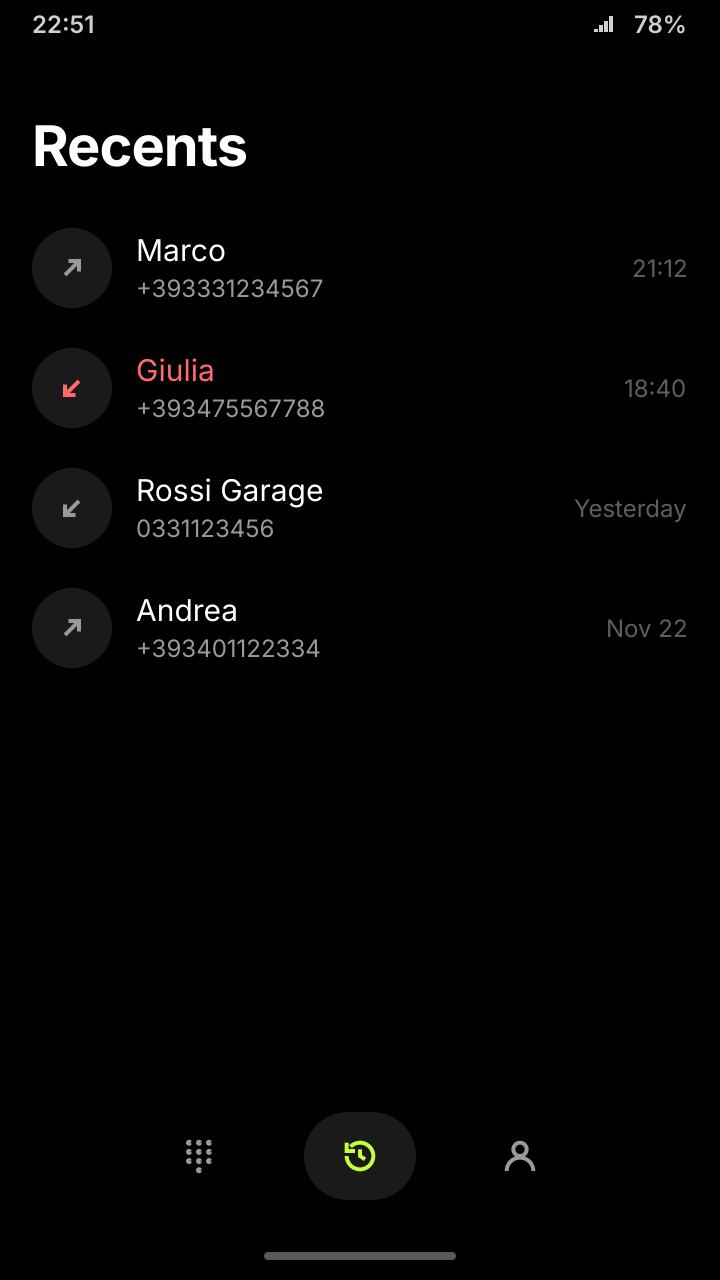 22:51 78%
Recents
Marco
+393331234567
21:12
Giulia
+393475567788
18:40
Rossi Garage
0331123456
Yesterday
Andrea
+393401122334
Nov 22